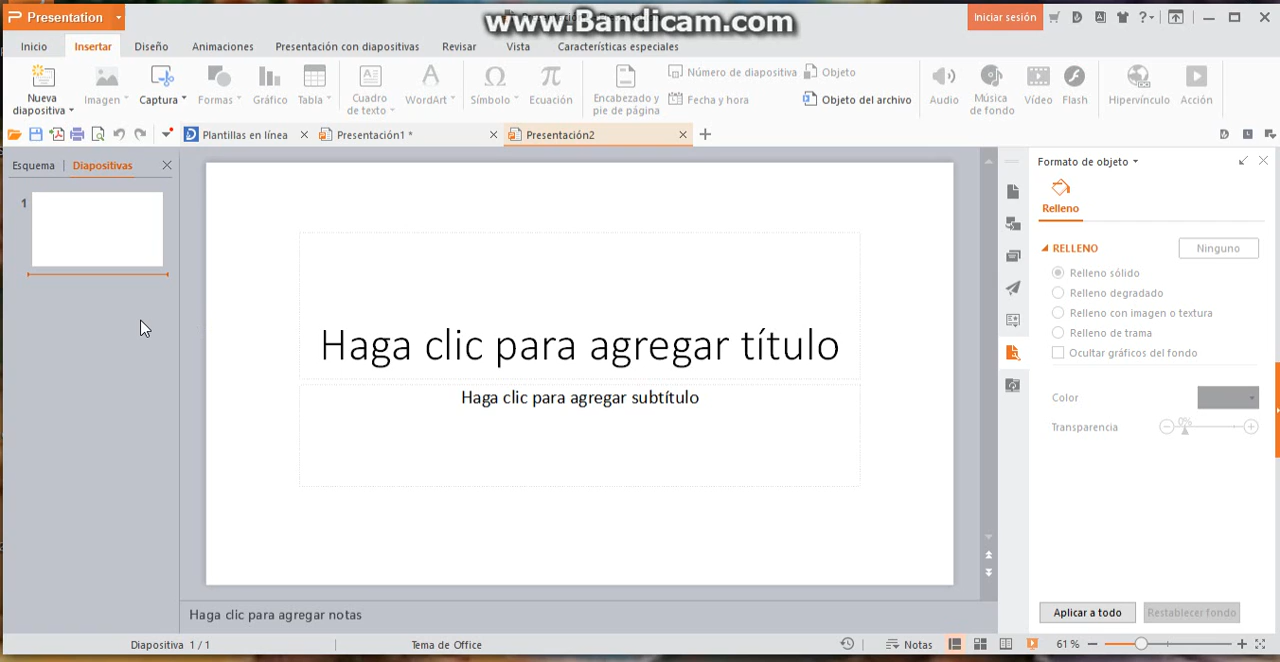 Presentation
www.Bandicam.com
Iniciar sesión
Inicio
Insertar
Diseño
Animaciones
Presentación con diapositivas
Revisar
Vista
Características especiales
Nueva
diapositiva
Imagen
Captura
Formas
Gráfico
Tabla
Cuadro
de texto
WordArt
Símbolo
Ecuación
Encabezado y
pie de página
Número de diapositiva
Fecha y hora
Objeto
Objeto del archivo
Audio
Música
de fondo
Vídeo
Flash
Hipervínculo
Acción
Plantillas en línea
Presentación1 *
Presentación2
Esquema
Diapositivas
1
Haga clic para agregar título
Haga clic para agregar subtítulo
Haga clic para agregar notas
Formato de objeto
Relleno
RELLENO
Ninguno
Relleno sólido
Relleno degradado
Relleno con imagen o textura
Relleno de trama
Ocultar gráficos del fondo
Color
Transparencia
0%
Aplicar a todo
Restablecer fondo
Diapositiva 1 / 1
Tema de Office
Notas
61 %